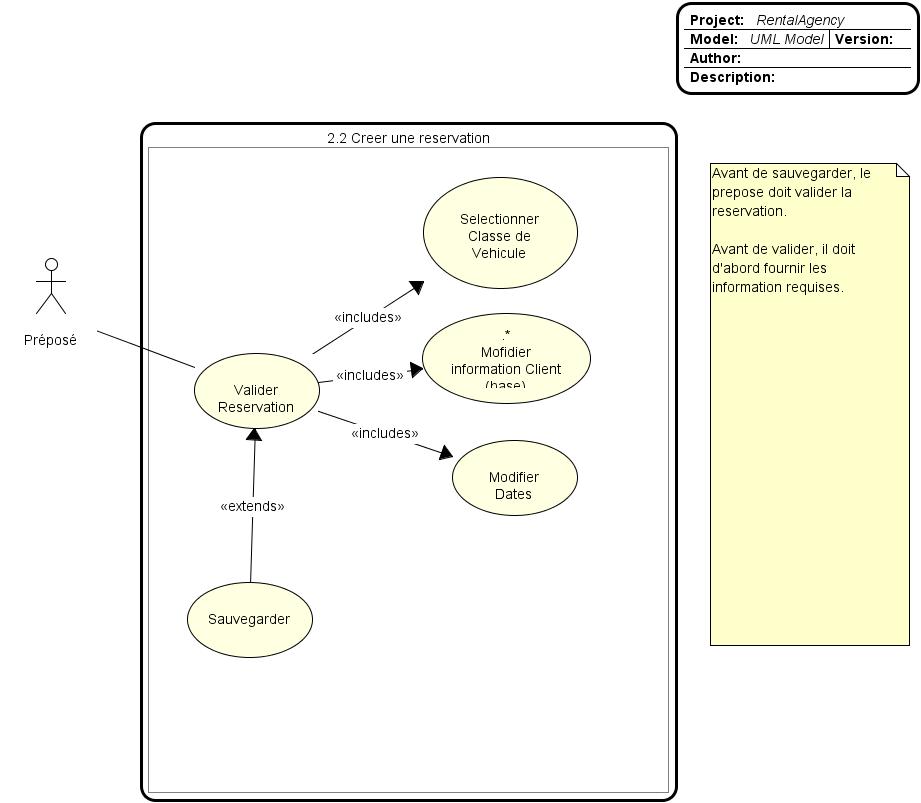 Project: RentalAgency
Model: UML Model Version:
Author:
Description:
2.2 Creer une reservation
Avant de sauvegarder, le
prepose doit valider la
reservation.
Avant de valider, il doit
d'abord fournir les
information requises.
Selectionner
Classe de
Vehicule
Préposé
«includes»
.*
Mofidier
information Client
(base)
«includes»
Valider
Reservation
«includes»
Modifier
Dates
«extends»
Sauvegarder